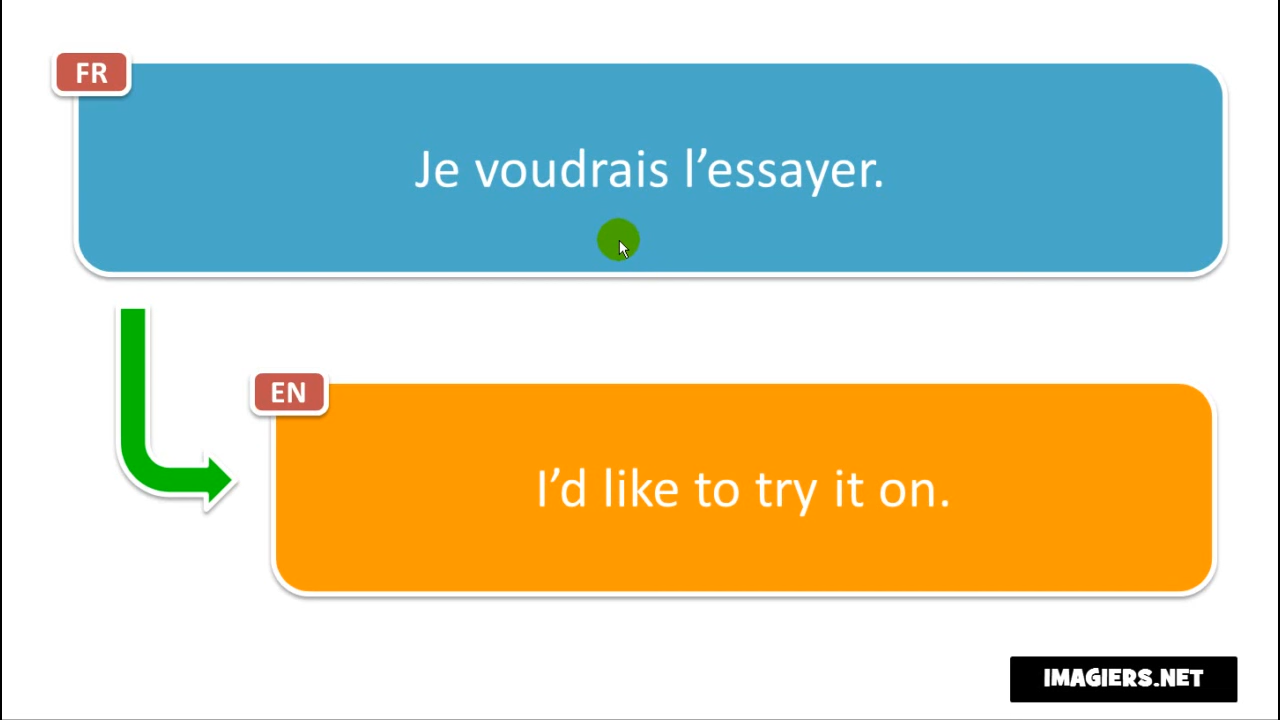 FR
Je voudrais l’essayer.
EN
I’d like to try it on.
IMAGIERS.NET